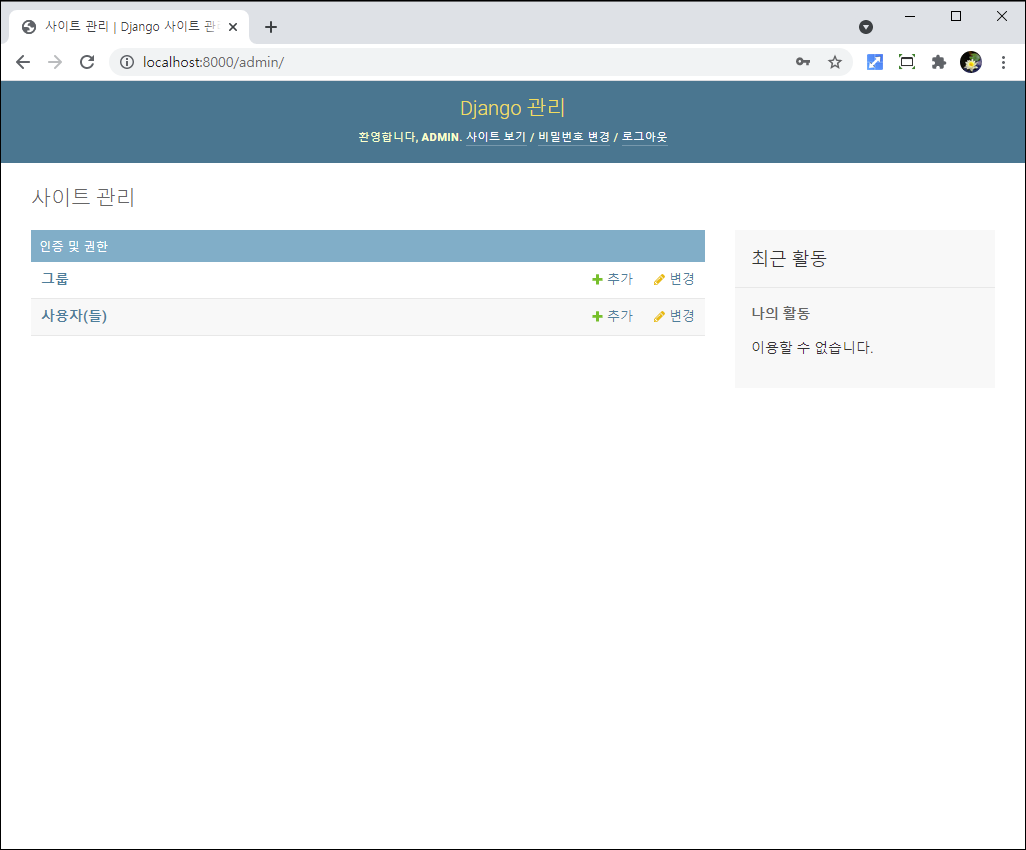 사이트 관리 | Django 사이트 관
localhost:8000/admin/
Django 관리
환영합니다, ADMIN. 사이트 보기 / 비밀번호 변경 / 로그아웃
사이트 관리
인증 및 권한
그룹 추가 변경
사용자(들) 추가 변경
최근 활동
나의 활동
이용할 수 없습니다.